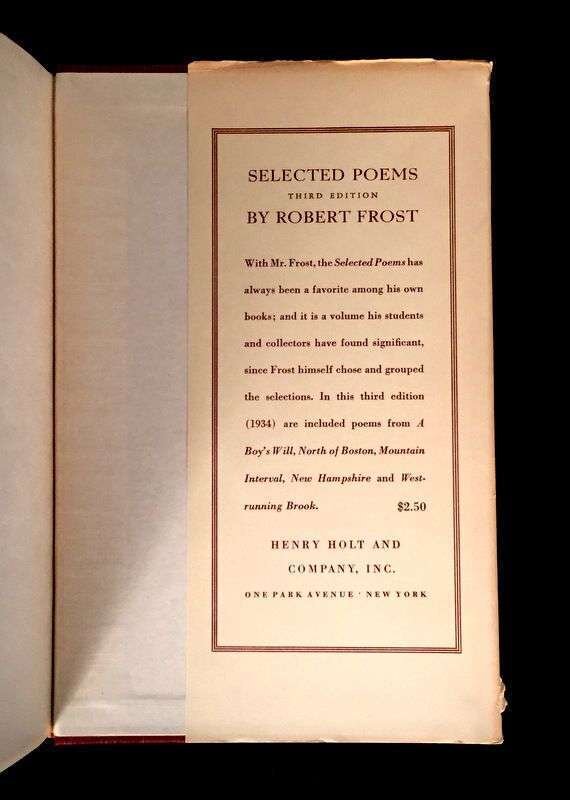 SELECTED POEMS
THIRD EDITION
BY ROBERT FROST
With Mr. Frost, the Selected Poems has
always been a favorite among his own
books; and it is a volume his students
and collectors have found significant,
since Frost himself chose and grouped
the selections. In this third edition
(1934) are included poems from A
Boy's Will, North of Boston, Mountain
Interval, New Hampshire and West-
running Brook. $2.50
HENRY HOLT AND
COMPANY, INC.
ONE PARK AVENUE · NEW YORK